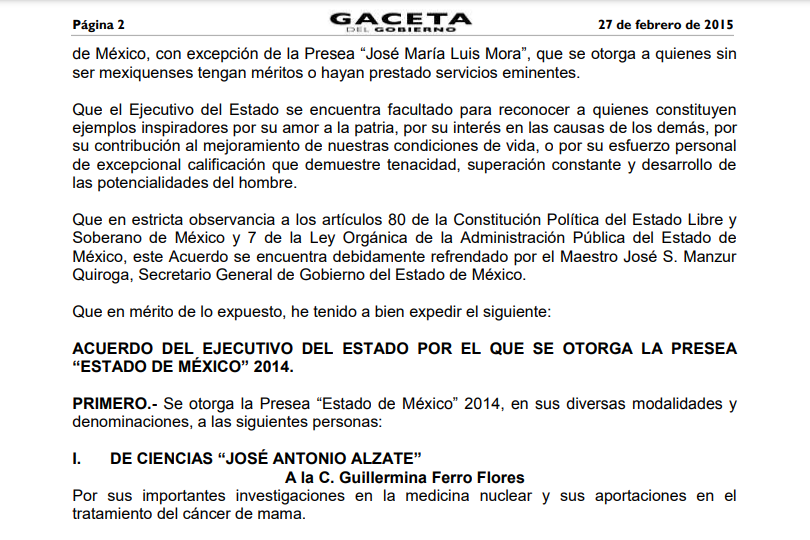 Página 2
GACETA
DEL GOBIERNO
27 de febrero de 2015
de México, con excepción de la Presea “José María Luis Mora”, que se otorga a quienes sin
ser mexiquenses tengan méritos o hayan prestado servicios eminentes.
Que el Ejecutivo del Estado se encuentra facultado para reconocer a quienes constituyen
ejemplos inspiradores por su amor a la patria, por su interés en las causas de los demás, por
su contribución al mejoramiento de nuestras condiciones de vida, o por su esfuerzo personal
de excepcional calificación que demuestre tenacidad, superación constante y desarrollo de
las potencialidades del hombre.
Que en estricta observancia a los artículos 80 de la Constitución Política del Estado Libre y
Soberano de México y 7 de la Ley Orgánica de la Administración Pública del Estado de
México, este Acuerdo se encuentra debidamente refrendado por el Maestro José S. Manzur
Quiroga, Secretario General de Gobierno del Estado de México.
Que en mérito de lo expuesto, he tenido a bien expedir el siguiente:
ACUERDO DEL EJECUTIVO DEL ESTADO POR EL QUE SE OTORGA LA PRESEA
“ESTADO DE MÉXICO” 2014.
PRIMERO.- Se otorga la Presea “Estado de México” 2014, en sus diversas modalidades y
denominaciones, a las siguientes personas:
I. DE CIENCIAS “JOSÉ ANTONIO ALZATE”
A la C. Guillermina Ferro Flores
Por sus importantes investigaciones en la medicina nuclear y sus aportaciones en el
tratamiento del cáncer de mama.